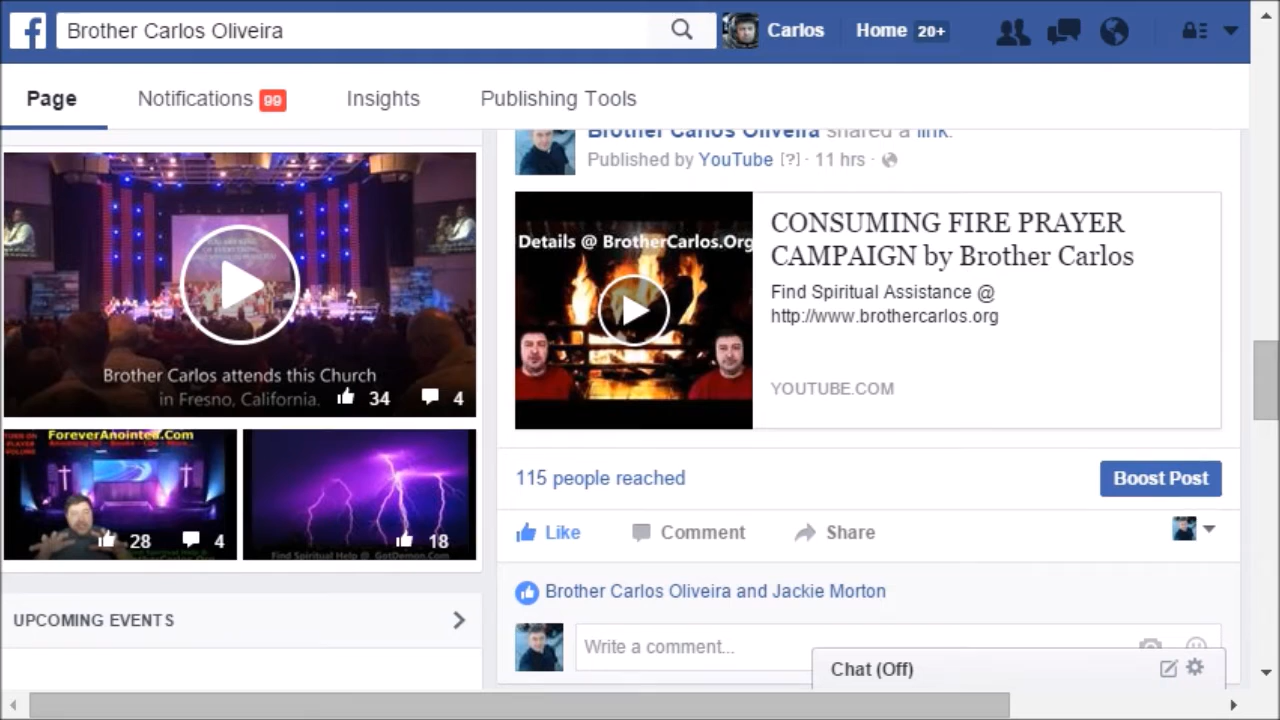 Brother Carlos Oliveira
Carlos
Home 20+
Page
Notifications 99
Insights
Publishing Tools
Brother Carlos Oliveira shared a link.
Published by YouTube [?] · 11 hrs ·
Brother Carlos attends this Church
in Fresno, California.
34
4
Details @ BrotherCarlos.Org
CONSUMING FIRE PRAYER
CAMPAIGN by Brother Carlos
Find Spiritual Assistance @
http://www.brothercarlos.org
YOUTUBE.COM
ForeverAnointed.Com
TURN ON
PLAYER
VOLUME
28
4
18
Find Spiritual Help @ GotDemon.Com
115 people reached
Boost Post
Like
Comment
Share
Brother Carlos Oliveira and Jackie Morton
UPCOMING EVENTS
Write a comment...
Chat (Off)